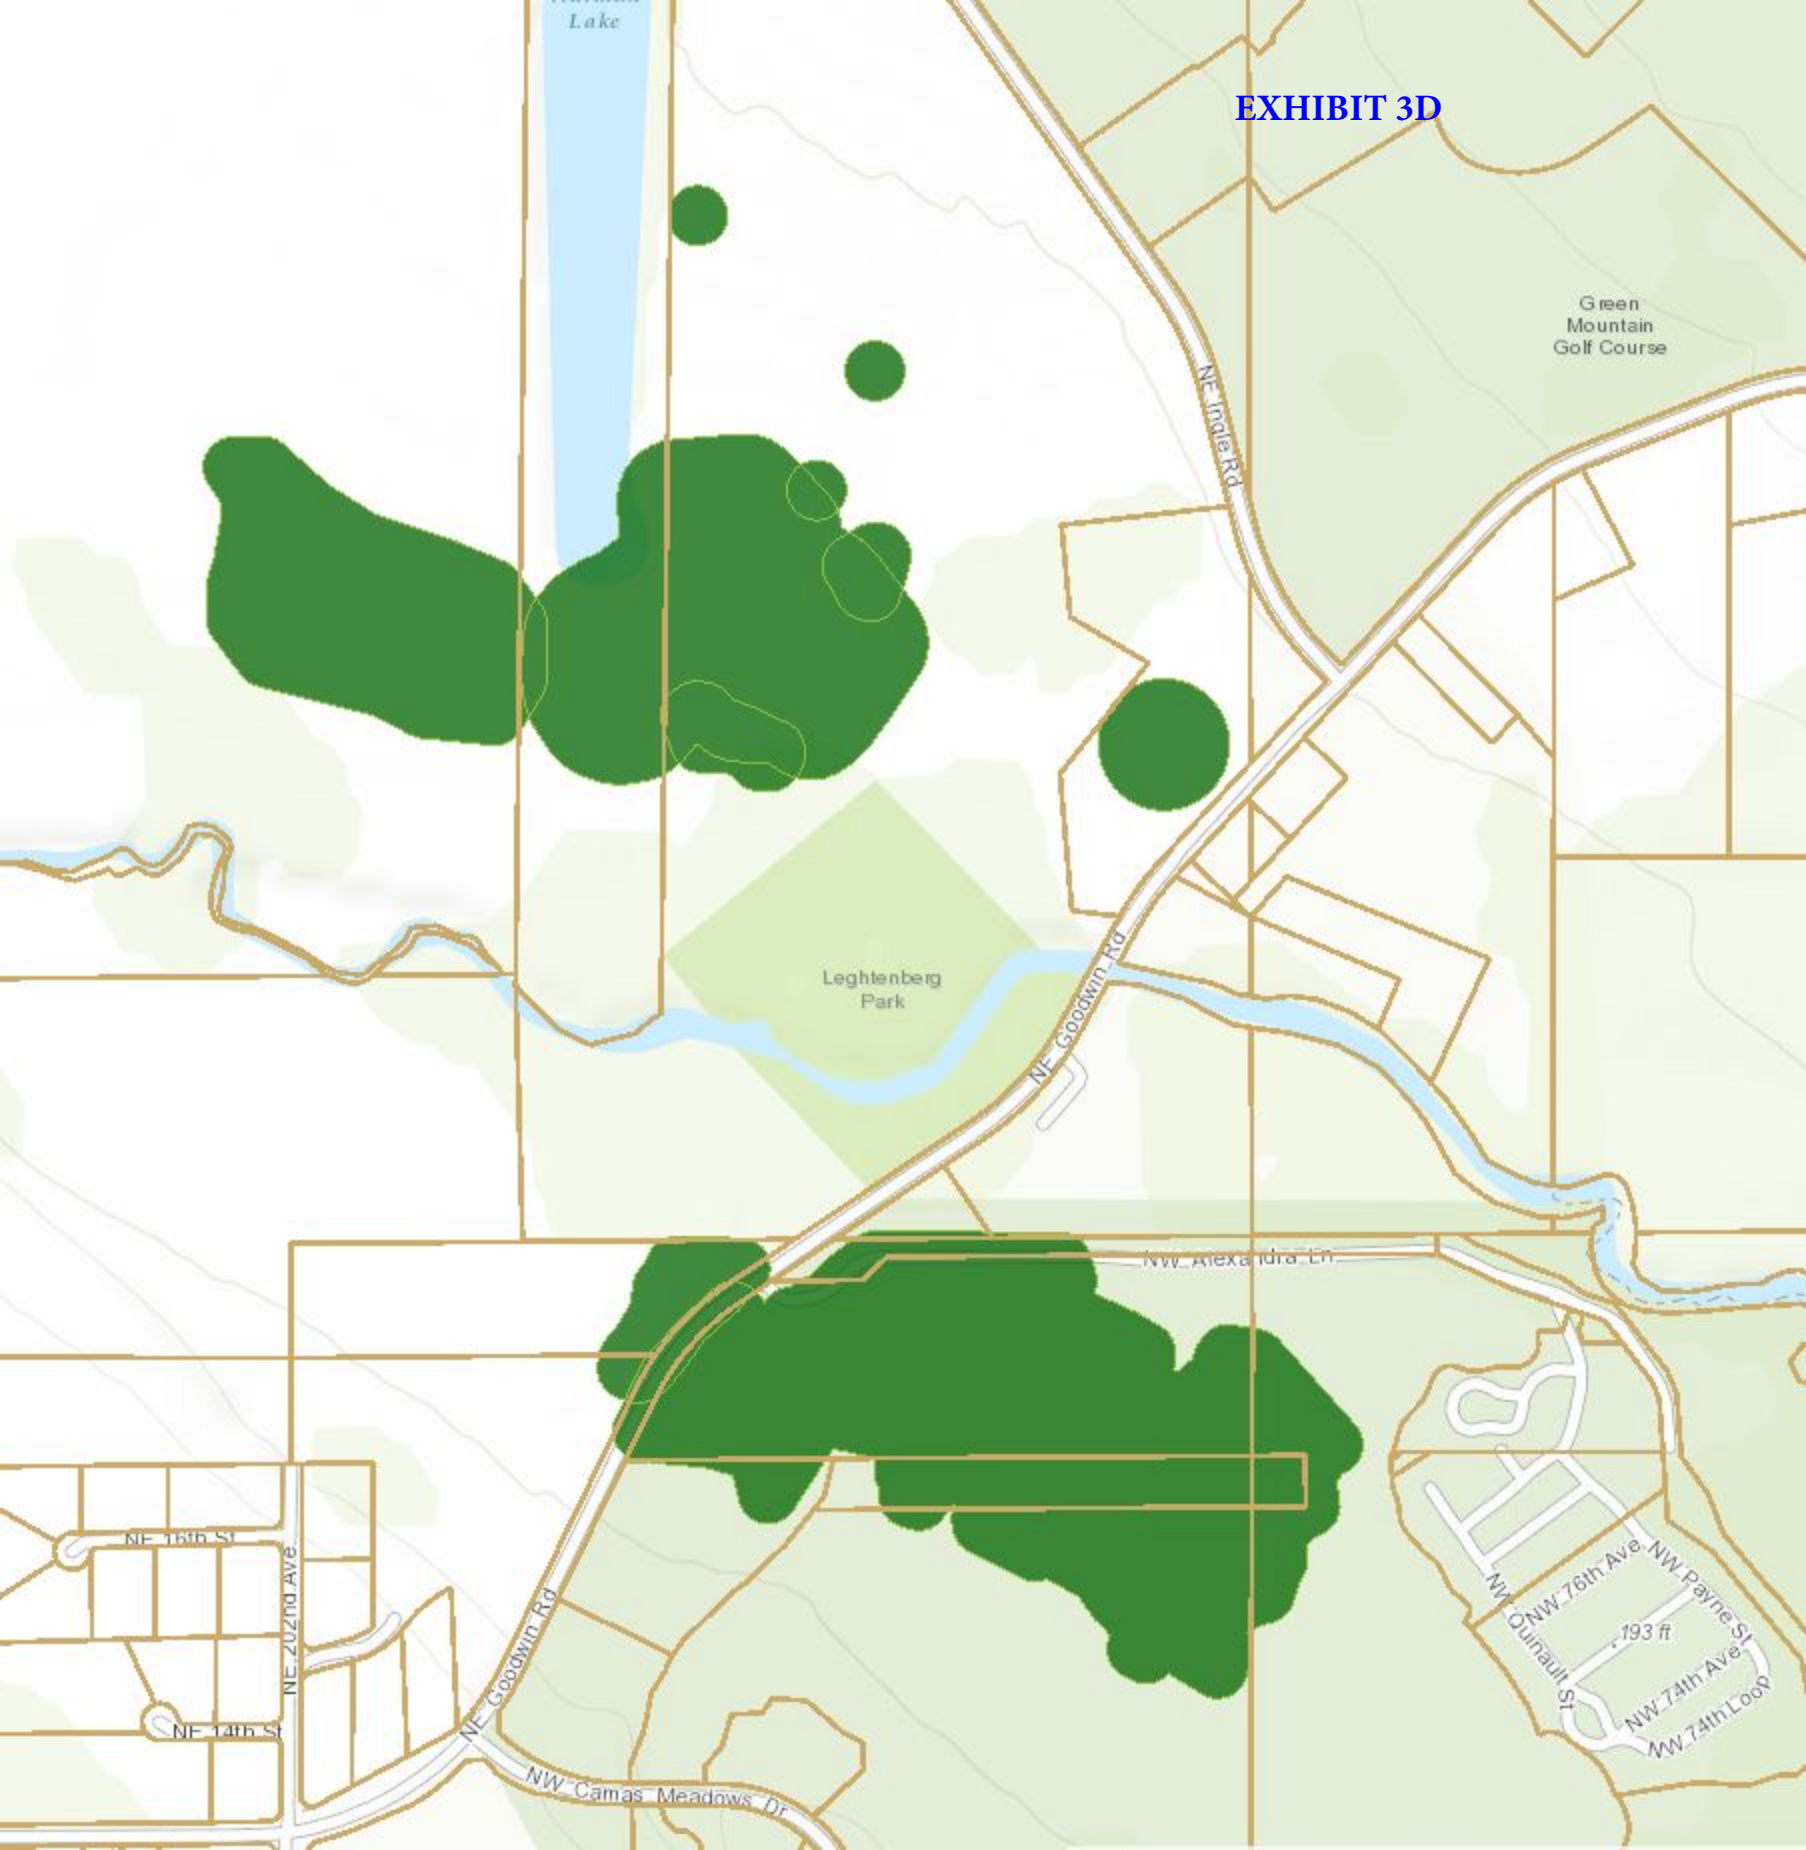 Lake
EXHIBIT 3D
Green
Mountain
Golf Course
NE Ingle Rd
Leghtenberg
Park
NE Goodwin Rd
NW Alexandra Ln
NE 16th St
NE 202nd Ave
NE 14th St
NE Goodwin Rd
NW Camas Meadows Dr
NW 76th Ave
NW Payne St
NW Quinault St
193 ft
NW 74th Ave
NW 74th Loop